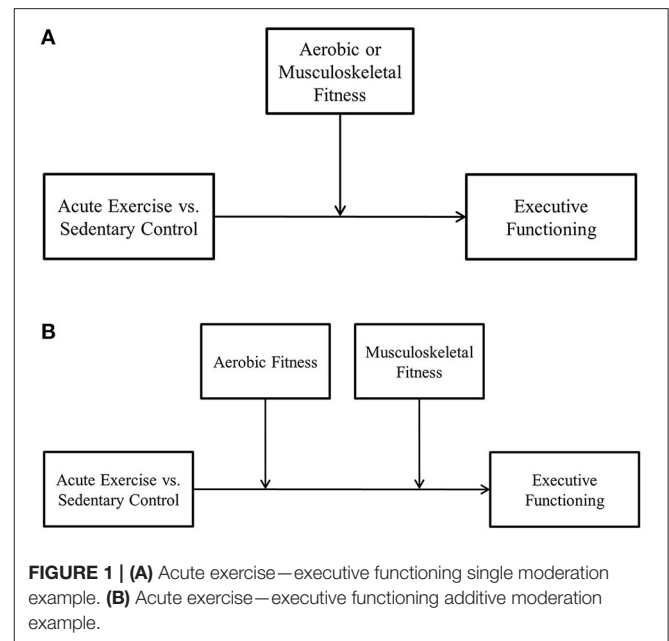 A
Aerobic or
Musculoskeletal
Fitness
Acute Exercise vs.
Sedentary Control
Executive
Functioning
B
Aerobic Fitness
Musculoskeletal
Fitness
Acute Exercise vs.
Sedentary Control
Executive
Functioning
FIGURE 1 | (A) Acute exercise—executive functioning single moderation
example. (B) Acute exercise—executive functioning additive moderation
example.